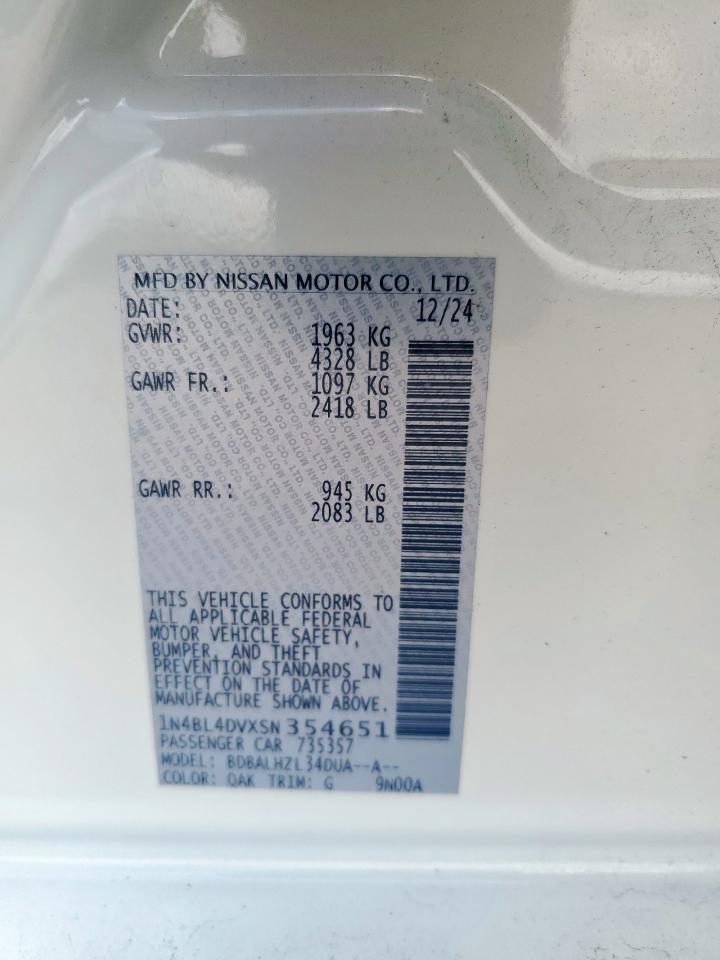 MFD BY NISSAN MOTOR CO., LTD.
DATE: 12/24
GVWR: 1963 KG
4328 LB
GAWR FR.: 1097 KG
2418 LB
GAWR RR.: 945 KG
2083 LB
THIS VEHICLE CONFORMS TO
ALL APPLICABLE FEDERAL
MOTOR VEHICLE SAFETY,
BUMPER, AND THEFT
PREVENTION STANDARDS IN
EFFECT ON THE DATE OF
MANUFACTURE SHOWN ABOVE.
1N4BL4DVXSN 354651
PASSENGER CAR 735357
MODEL: BDBALHZL34DUA--A--
COLOR: QAK TRIM: G 9N00A